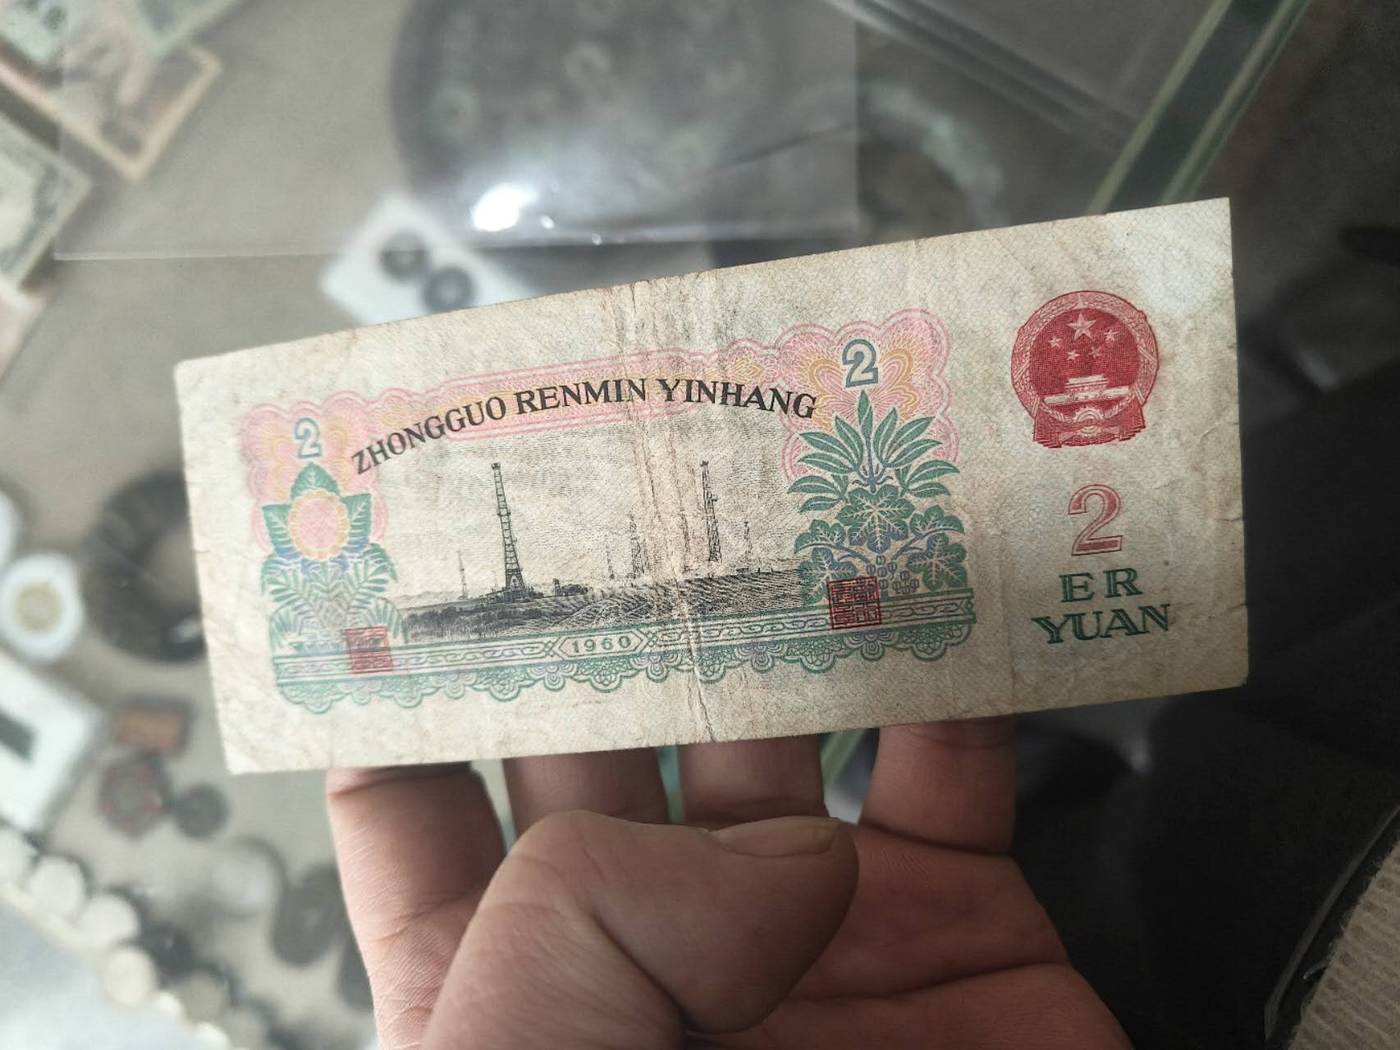 2
ZHONGGUO RENMIN YINHANG
2
1960
2
ER
YUAN